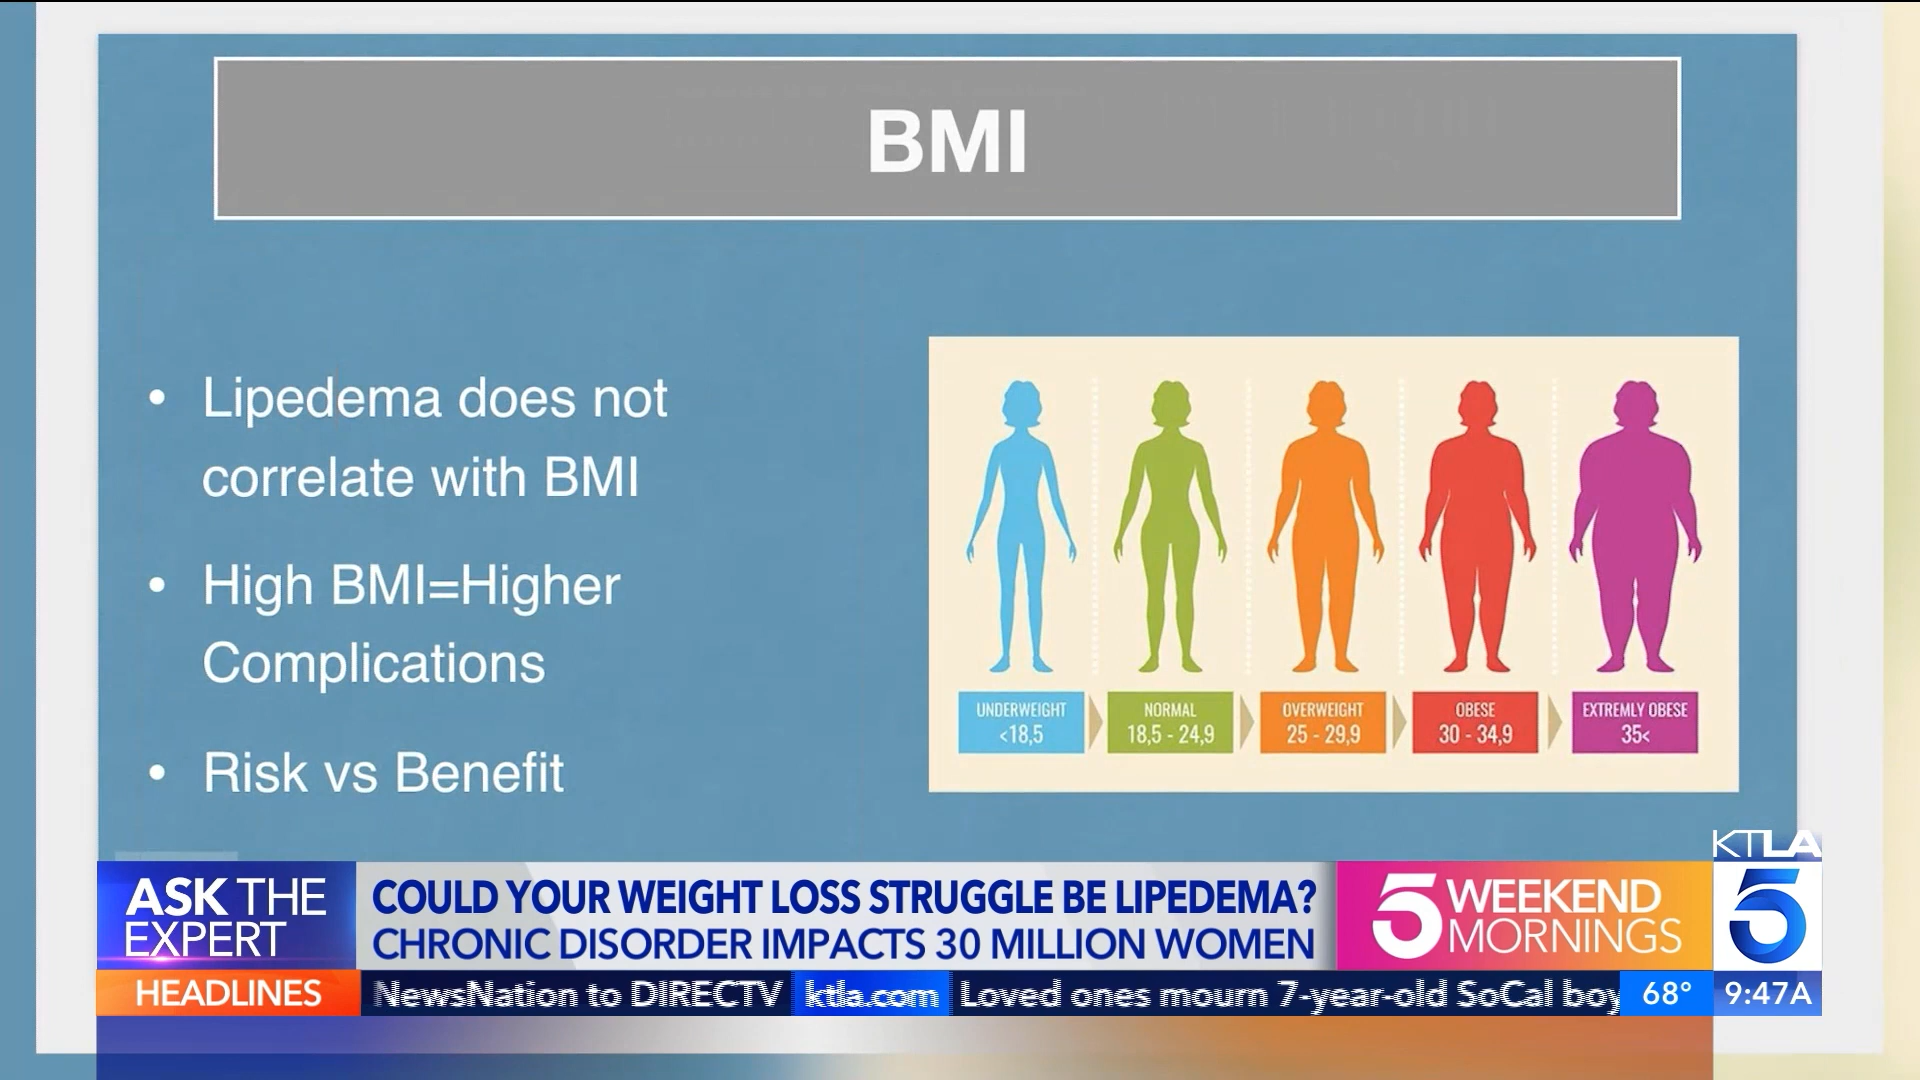 BMI
• Lipedema does not
correlate with BMI
• High BMI=Higher
Complications
• Risk vs Benefit
UNDERWEIGHT
<18,5
NORMAL
18,5 - 24,9
OVERWEIGHT
25 - 29,9
OBESE
30 - 34,9
EXTREMLY OBESE
35<
KTLA
5
ASK THE
EXPERT
COULD YOUR WEIGHT LOSS STRUGGLE BE LIPEDEMA?
CHRONIC DISORDER IMPACTS 30 MILLION WOMEN
5 WEEKEND
MORNINGS
HEADLINES
NewsNation to DIRECTV ktla.com Loved ones mourn 7-year-old SoCal boy
68° 9:47A